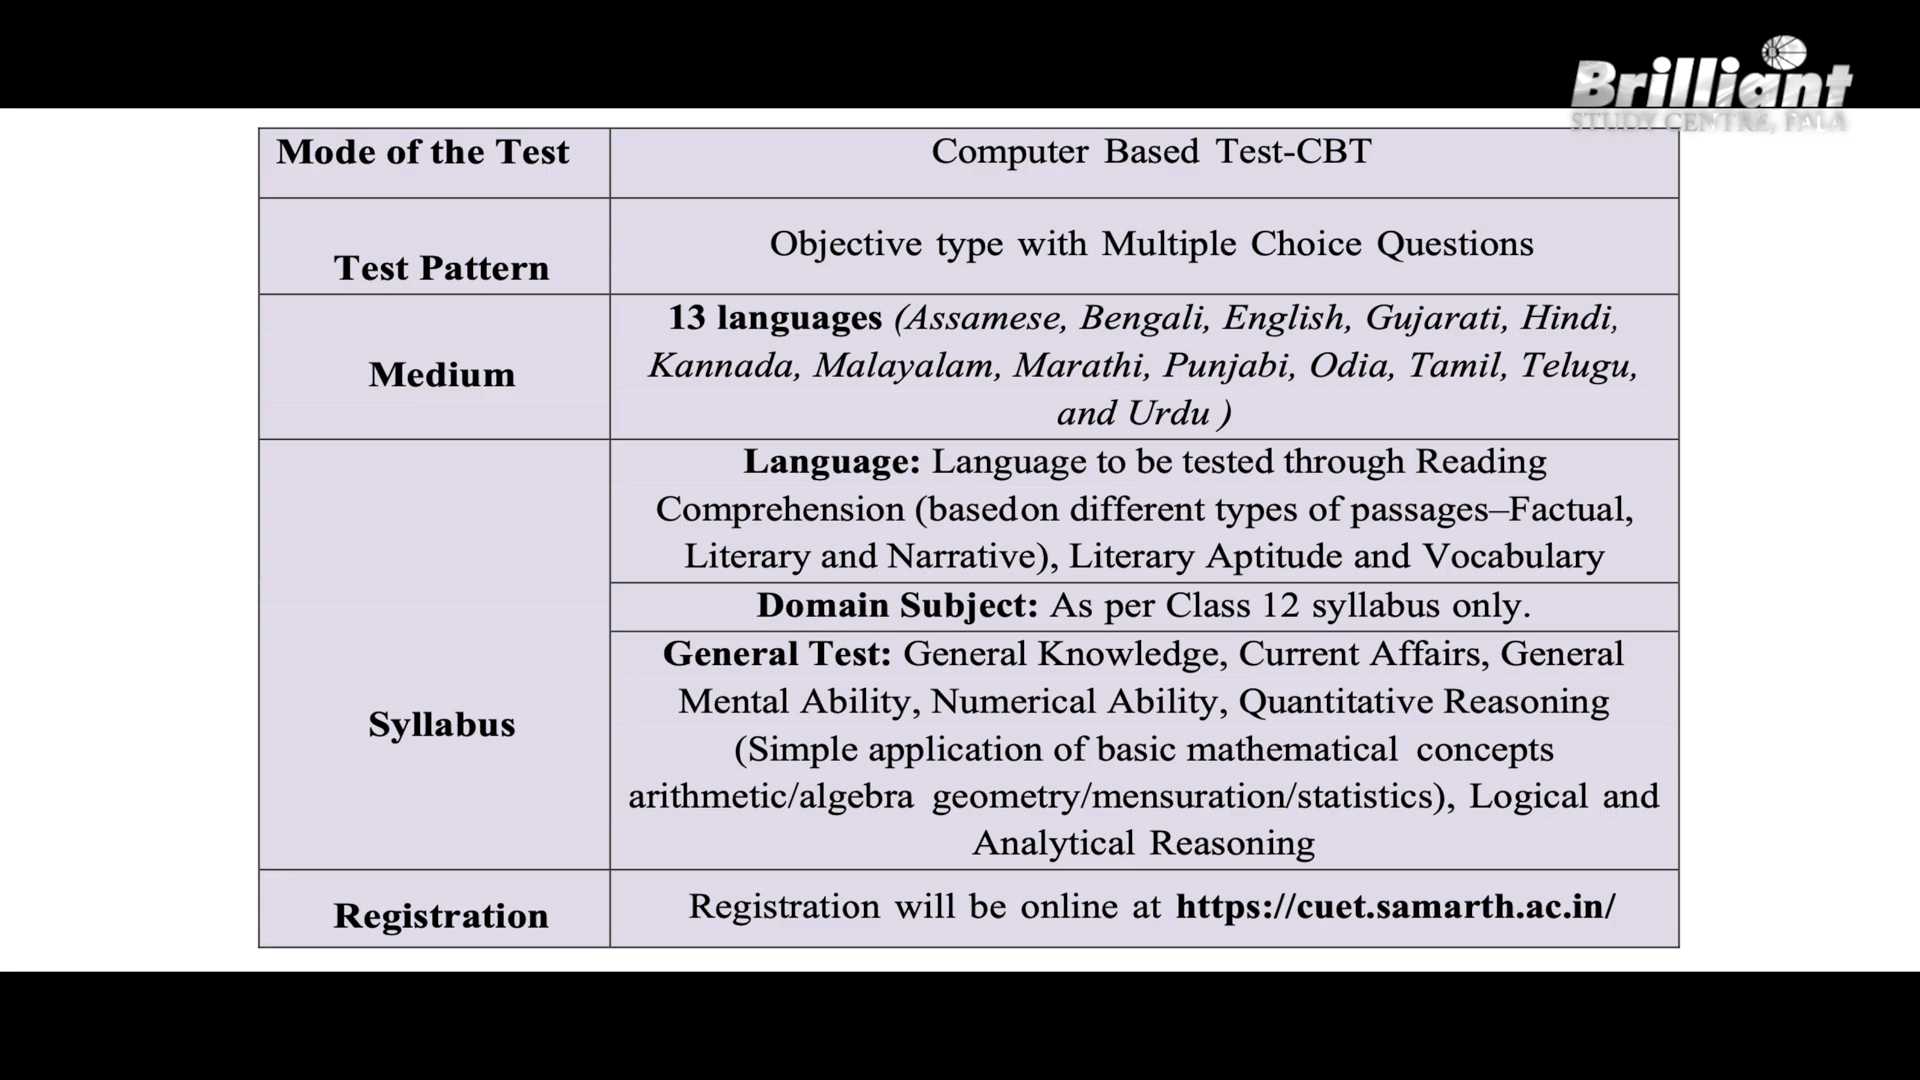 Brilliant
STUDY CENTRE, PALA
Mode of the Test
Computer Based Test-CBT
Test Pattern
Objective type with Multiple Choice Questions
Medium
13 languages (Assamese, Bengali, English, Gujarati, Hindi,
Kannada, Malayalam, Marathi, Punjabi, Odia, Tamil, Telugu,
and Urdu )
Syllabus
Language: Language to be tested through Reading
Comprehension (basedon different types of passages–Factual,
Literary and Narrative), Literary Aptitude and Vocabulary
Domain Subject: As per Class 12 syllabus only.
General Test: General Knowledge, Current Affairs, General
Mental Ability, Numerical Ability, Quantitative Reasoning
(Simple application of basic mathematical concepts
arithmetic/algebra geometry/mensuration/statistics), Logical and
Analytical Reasoning
Registration
Registration will be online at https://cuet.samarth.ac.in/